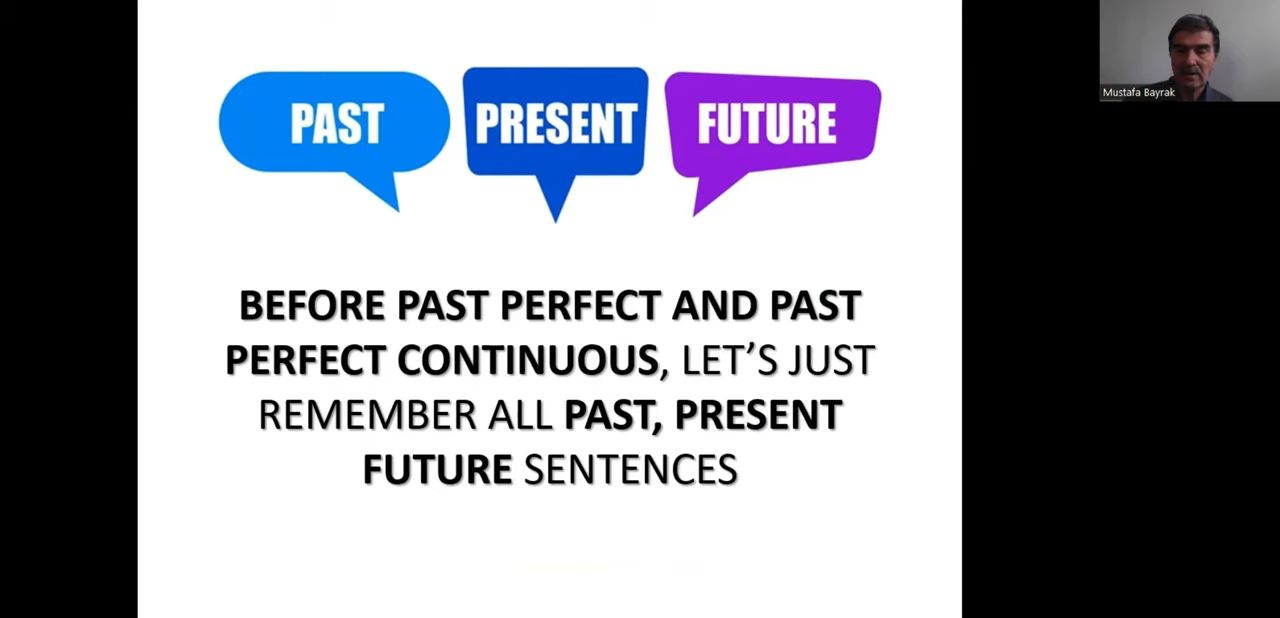 PAST
PRESENT
FUTURE
Mustafa Bayrak
BEFORE PAST PERFECT AND PAST
PERFECT CONTINUOUS, LET’S JUST
REMEMBER ALL PAST, PRESENT
FUTURE SENTENCES